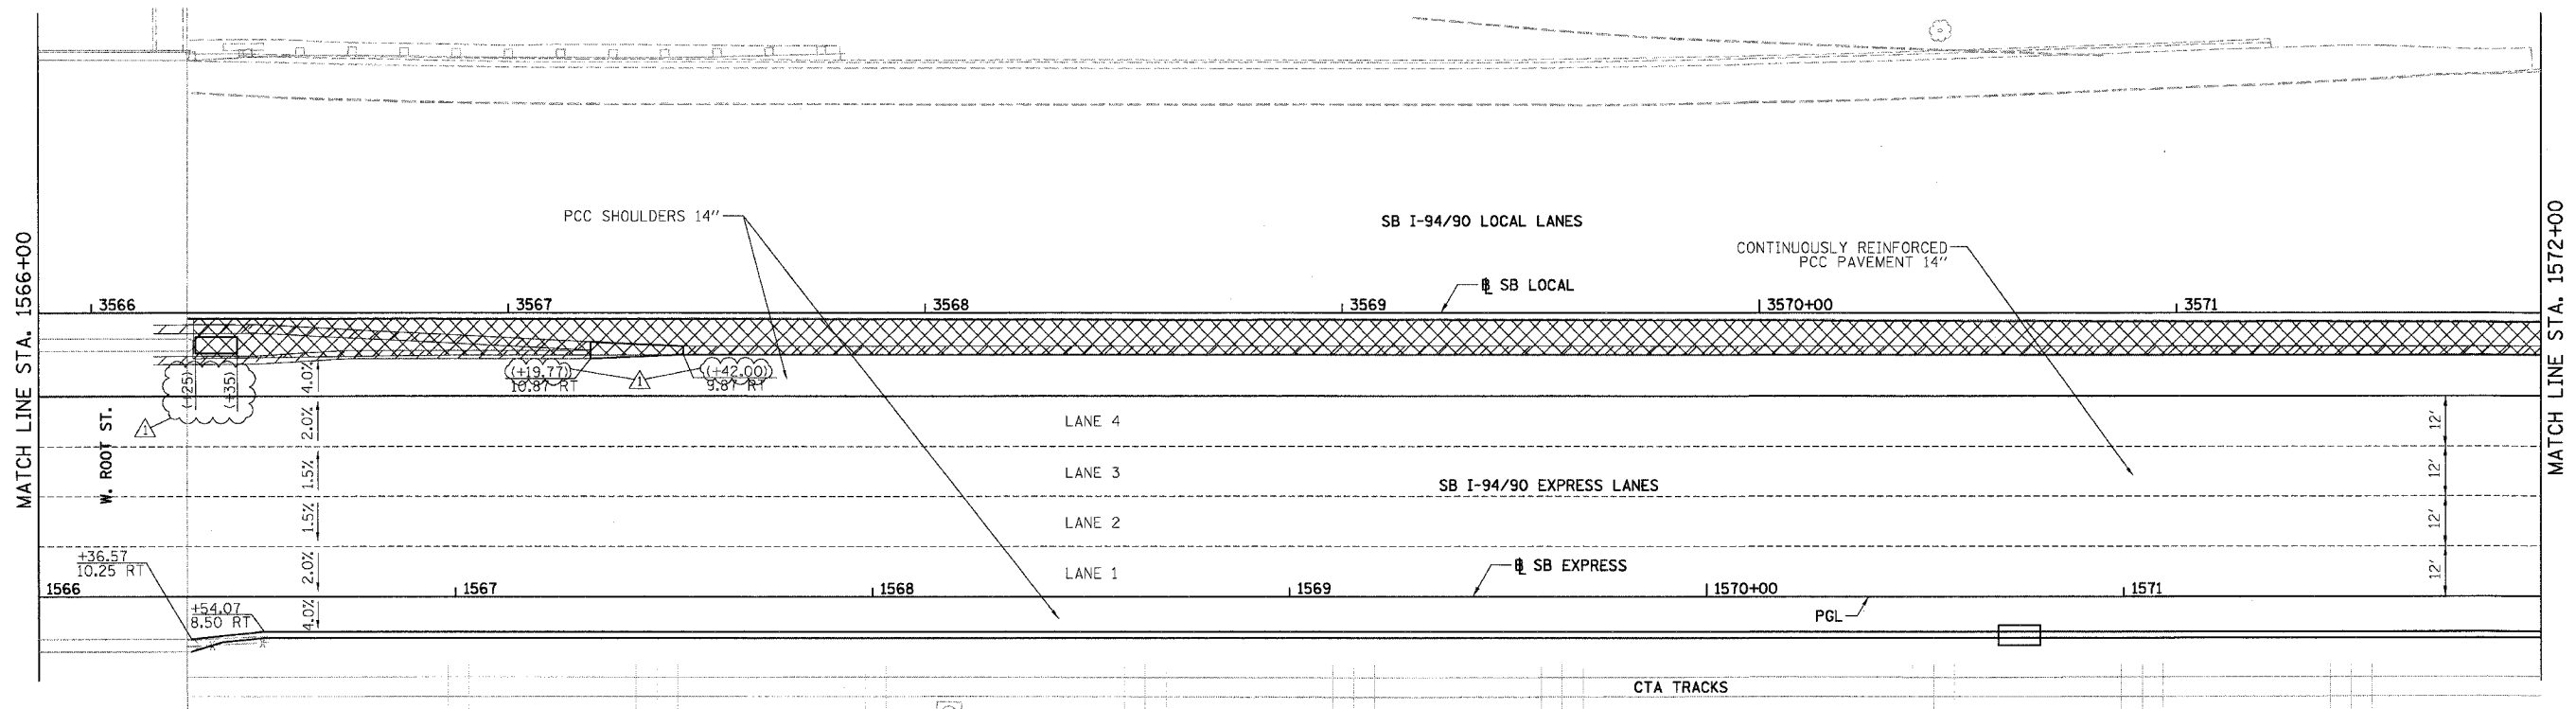 MATCH LINE STA. 1566+00
W. ROOT ST.
PCC SHOULDERS 14"
SB I-94/90 LOCAL LANES
CONTINUOUSLY REINFORCED
PCC PAVEMENT 14"
MATCH LINE STA. 1572+00
℄ SB LOCAL
3566
3567
3568
3569
3570+00
3571
(+25)
(+35)
1
(+19.77)
10.87 RT
1
(+42.00)
9.87 RT
4.0%
2.0%
1.5%
1.5%
2.0%
4.0%
LANE 4
LANE 3
LANE 2
LANE 1
SB I-94/90 EXPRESS LANES
12'
12'
12'
12'
+36.57
10.25 RT
+54.07
8.50 RT
℄ SB EXPRESS
1566
1567
1568
1569
1570+00
1571
PGL
CTA TRACKS